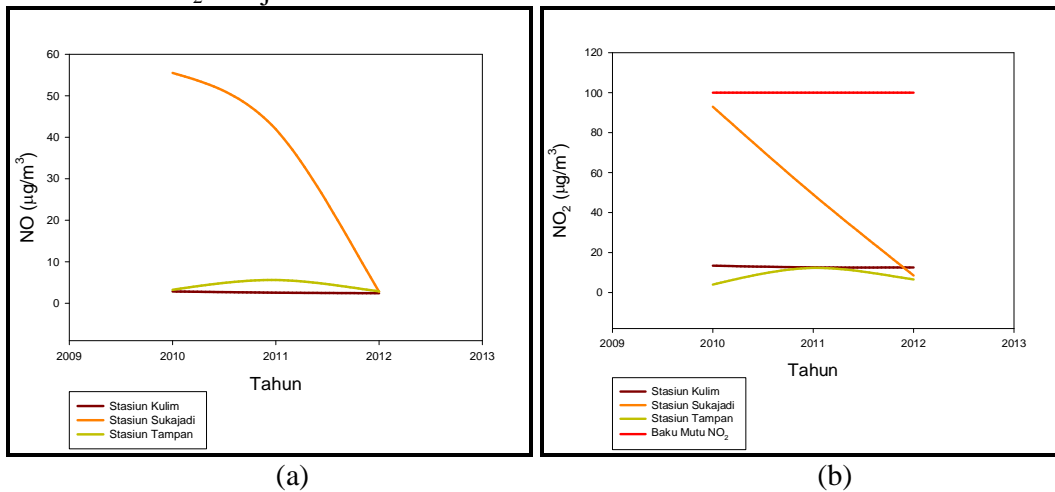 60
50
40
30
20
10
0
NO (µg/m³)
2009 2010 2011 2012 2013
Tahun
Stasiun Kulim
Stasiun Sukajadi
Stasiun Tampan
(a)
120
100
80
60
40
20
0
NO₂ (µg/m³)
2009 2010 2011 2012 2013
Tahun
Stasiun Kulim
Stasiun Sukajadi
Stasiun Tampan
Baku Mutu NO₂
(b)